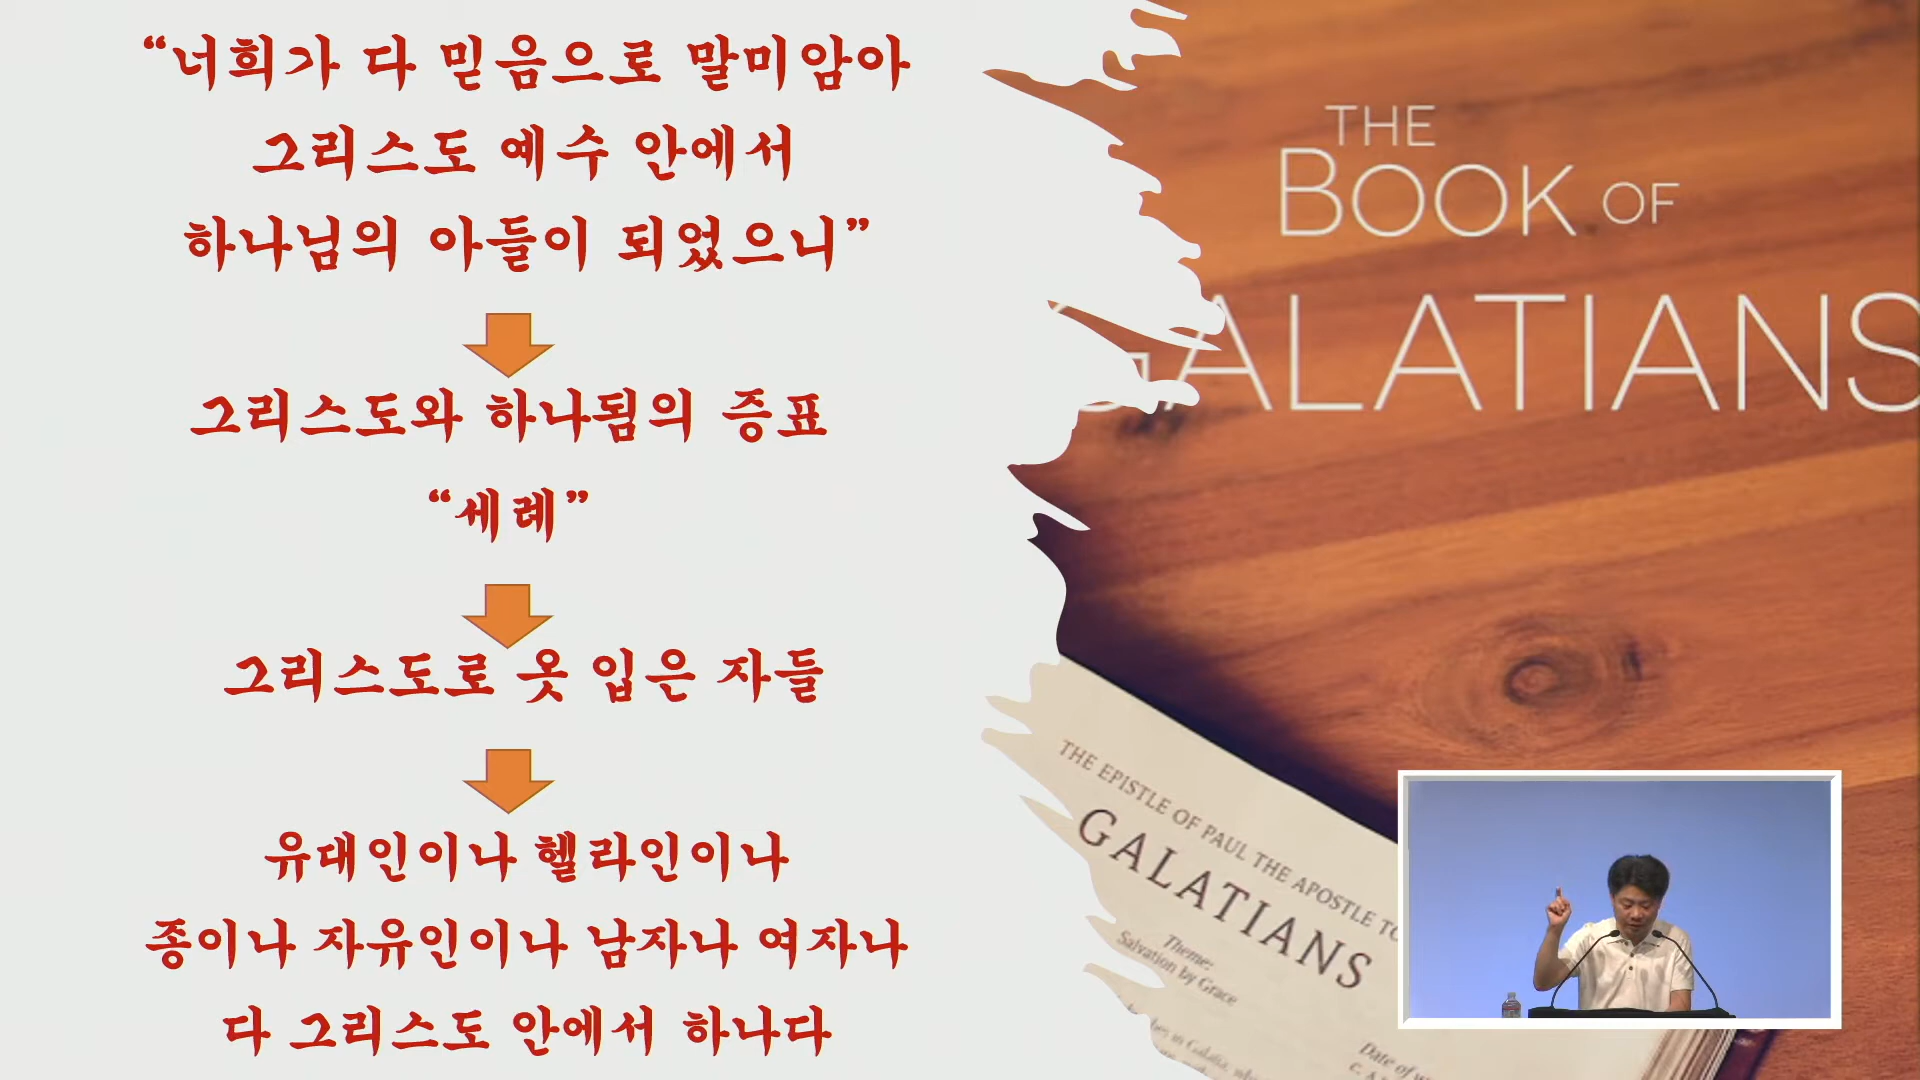 “너희가 다 믿음으로 말미암아
그리스도 예수 안에서
하나님의 아들이 되었으니”
그리스도와 하나됨의 증표
“세례”
그리스도로 옷 입은 자들
유대인이나 헬라인이나
종이나 자유인이나 남자나 여자나
다 그리스도 안에서 하나다
THE
BOOK OF
GALATIANS
THE EPISTLE OF PAUL THE APOSTLE TO
GALATIANS
Theme:
Salvation by Grace
Date of